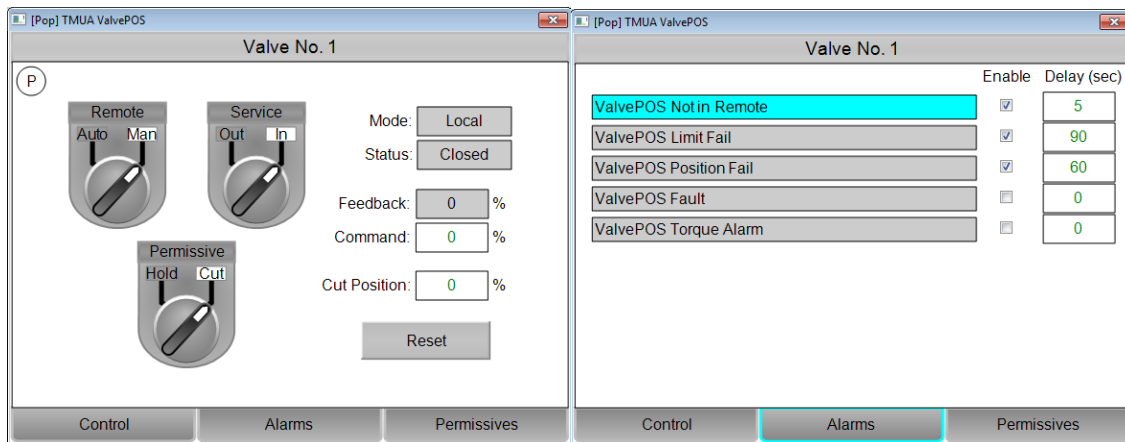 [Pop] TMUA ValvePOS
Valve No. 1
P
Remote
Auto Man
Service
Out In
Mode: Local
Status: Closed
Feedback: 0 %
Command: 0 %
Permissive
Hold Cut
Cut Position: 0 %
Reset
Control Alarms Permissives
[Pop] TMUA ValvePOS
Valve No. 1
Enable Delay (sec)
ValvePOS Not in Remote 5
ValvePOS Limit Fail 90
ValvePOS Position Fail 60
ValvePOS Fault 0
ValvePOS Torque Alarm 0
Control Alarms Permissives